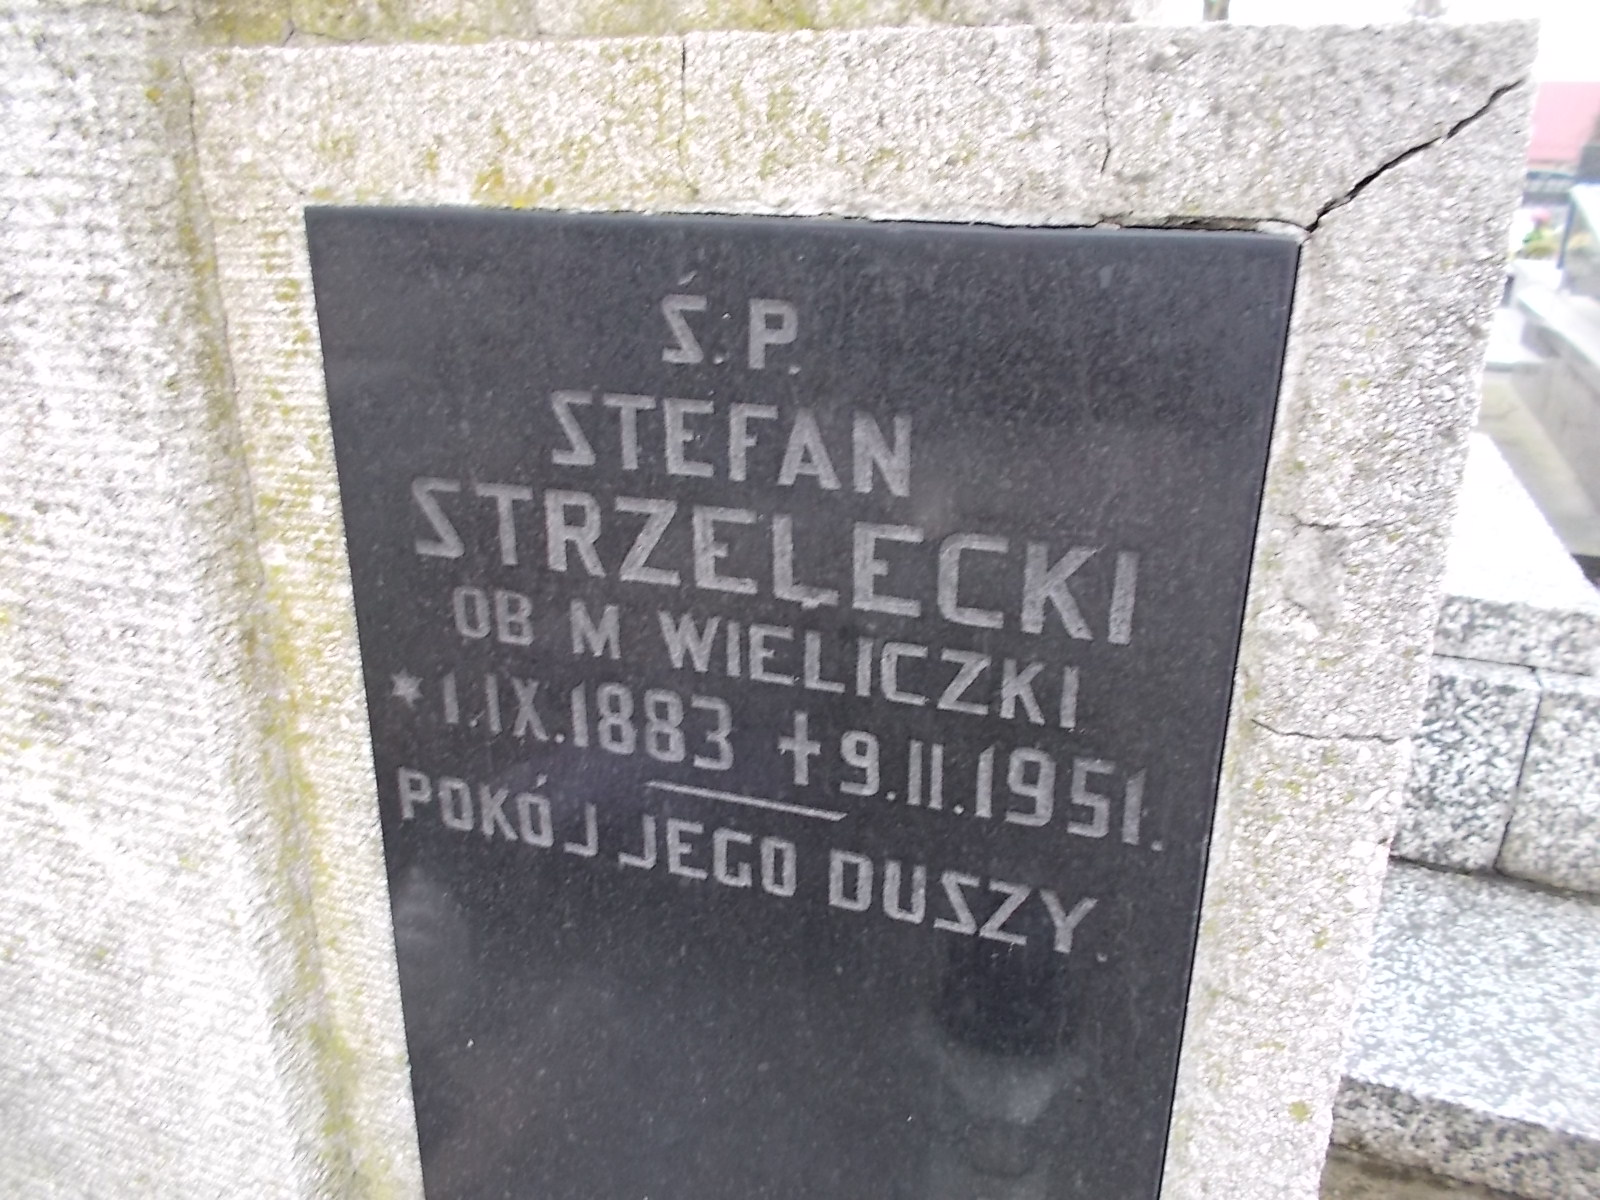 Ś.P.
STEFAN
STRZELECKI
OB M WIELICZKI
* 1.IX.1883 ✝ 9.II.1951.
POKÓJ JEGO DUSZY